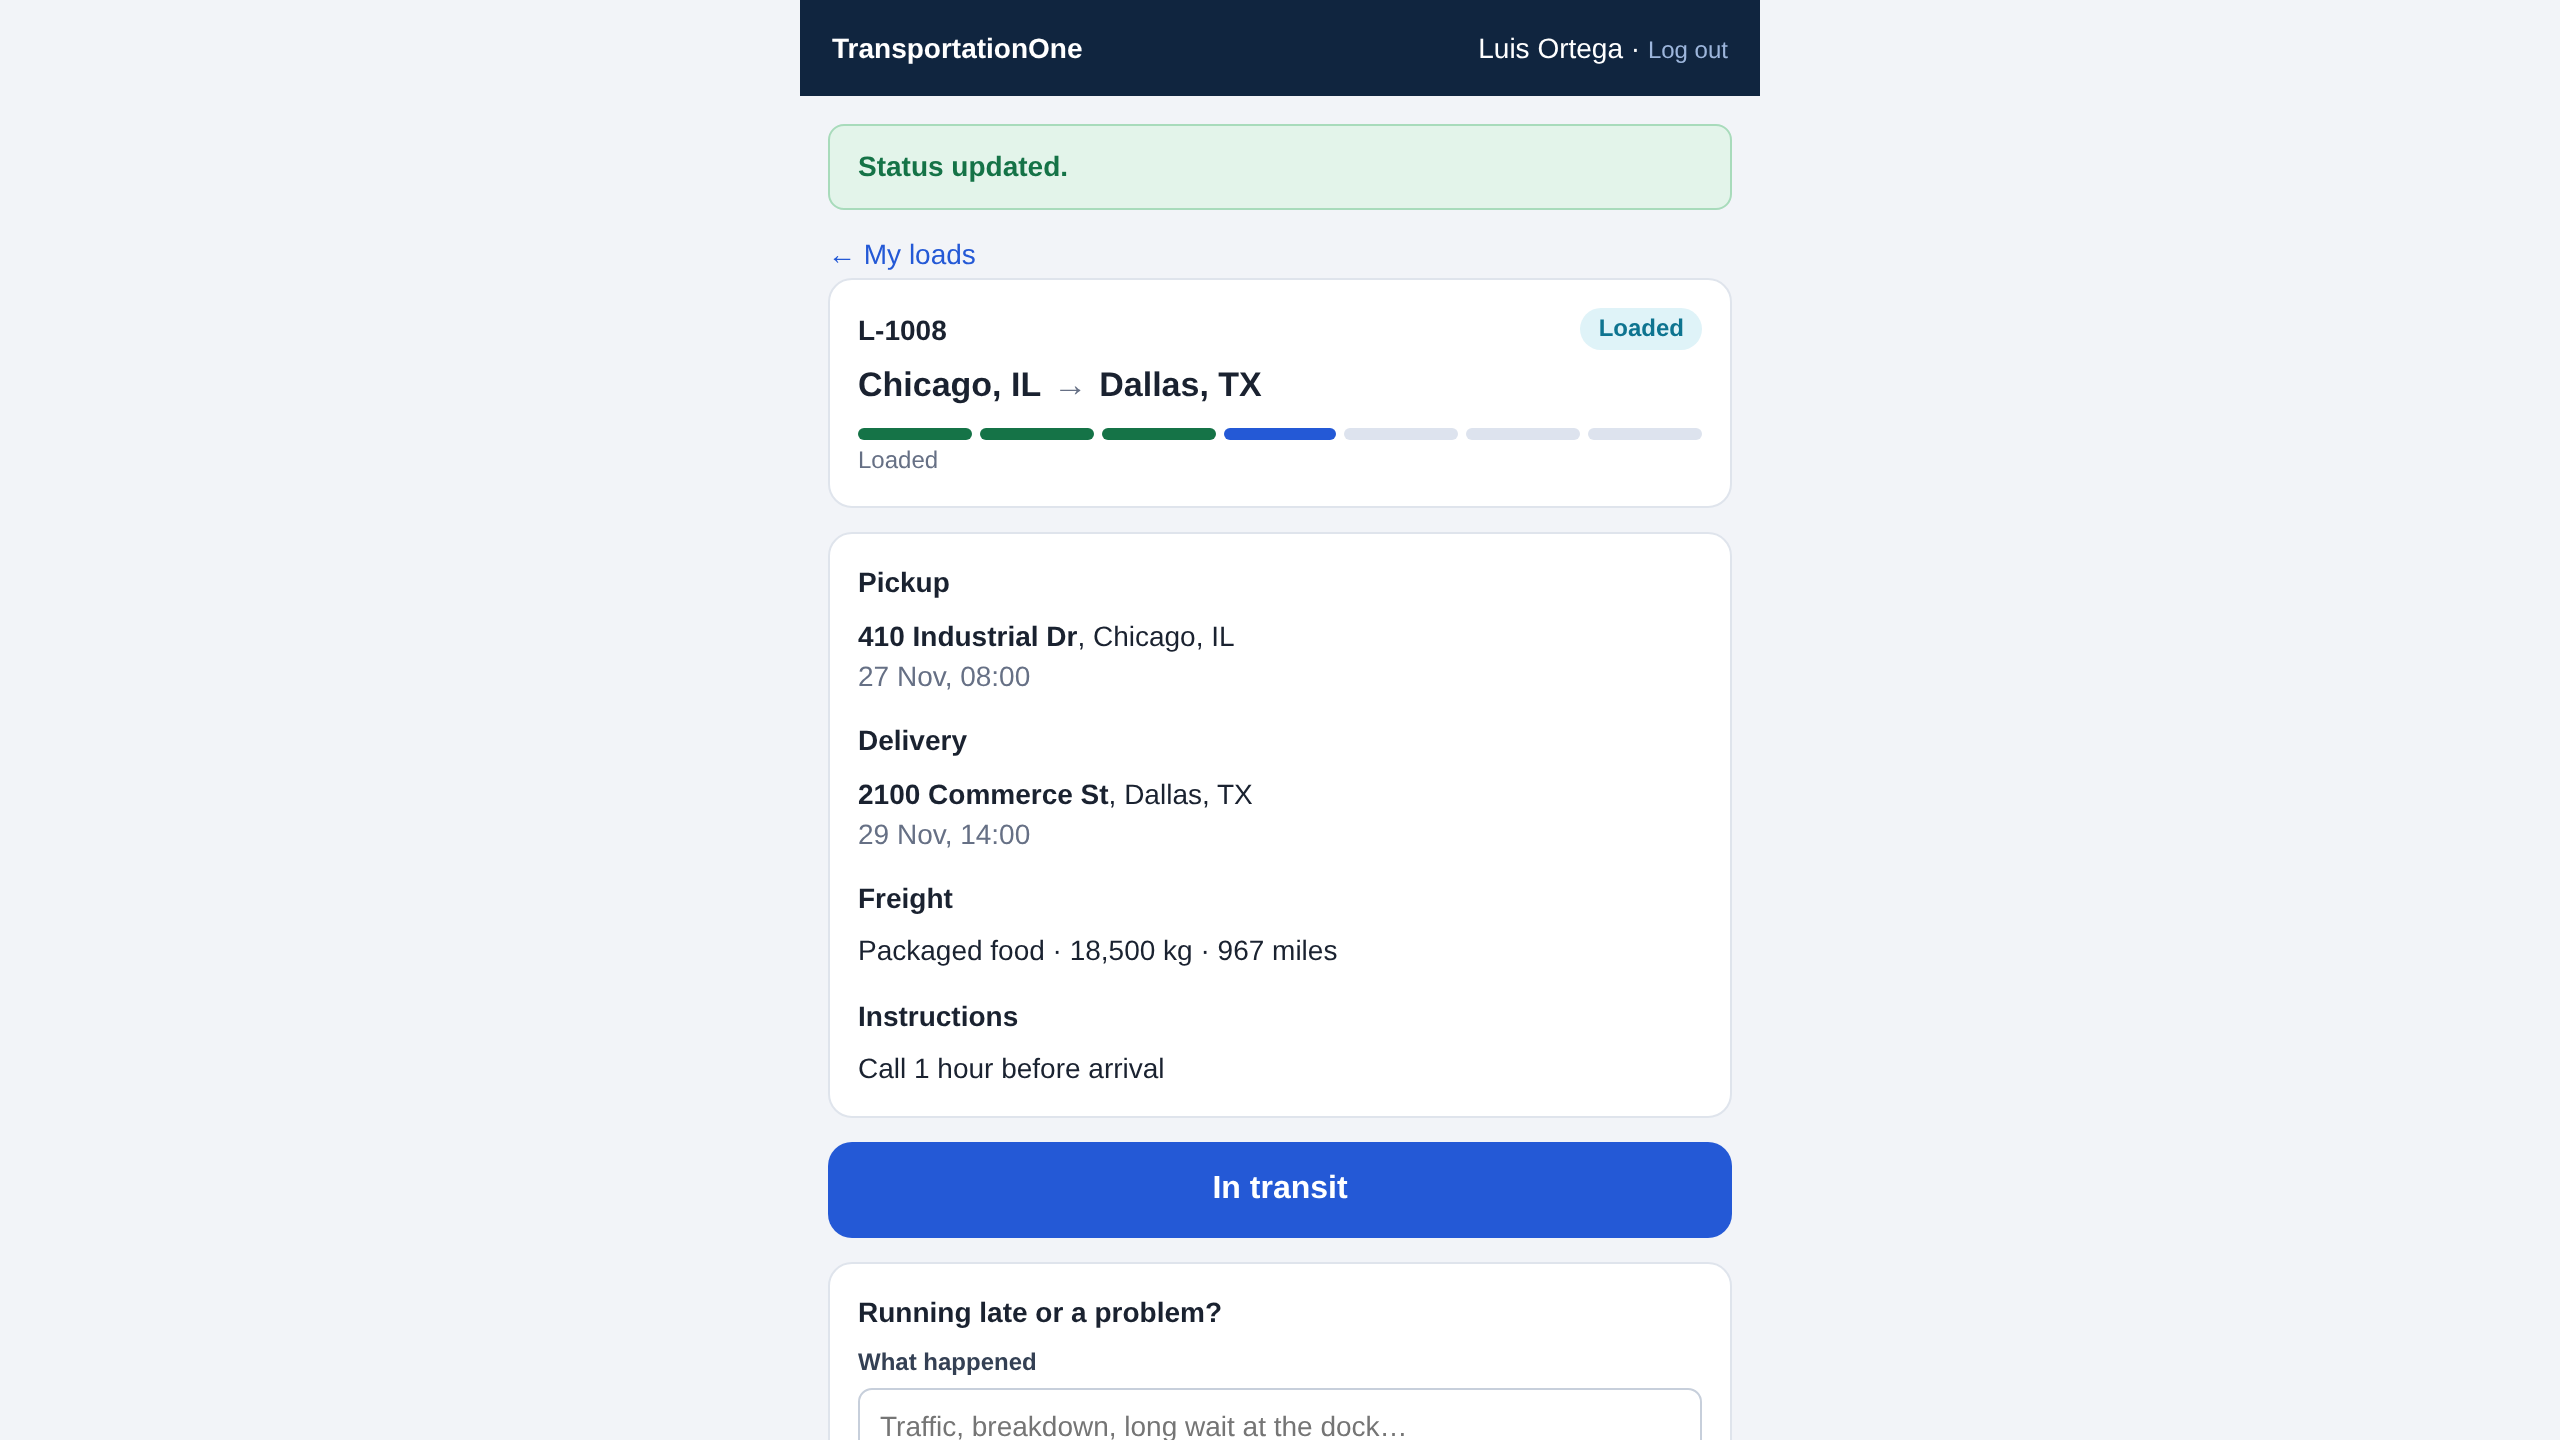 TransportationOne
Luis Ortega · Log out
Status updated.
← My loads
L-1008
Loaded
Chicago, IL → Dallas, TX
Loaded
Pickup
410 Industrial Dr, Chicago, IL
27 Nov, 08:00
Delivery
2100 Commerce St, Dallas, TX
29 Nov, 14:00
Freight
Packaged food · 18,500 kg · 967 miles
Instructions
Call 1 hour before arrival
In transit
Running late or a problem?
What happened
Traffic, breakdown, long wait at the dock…